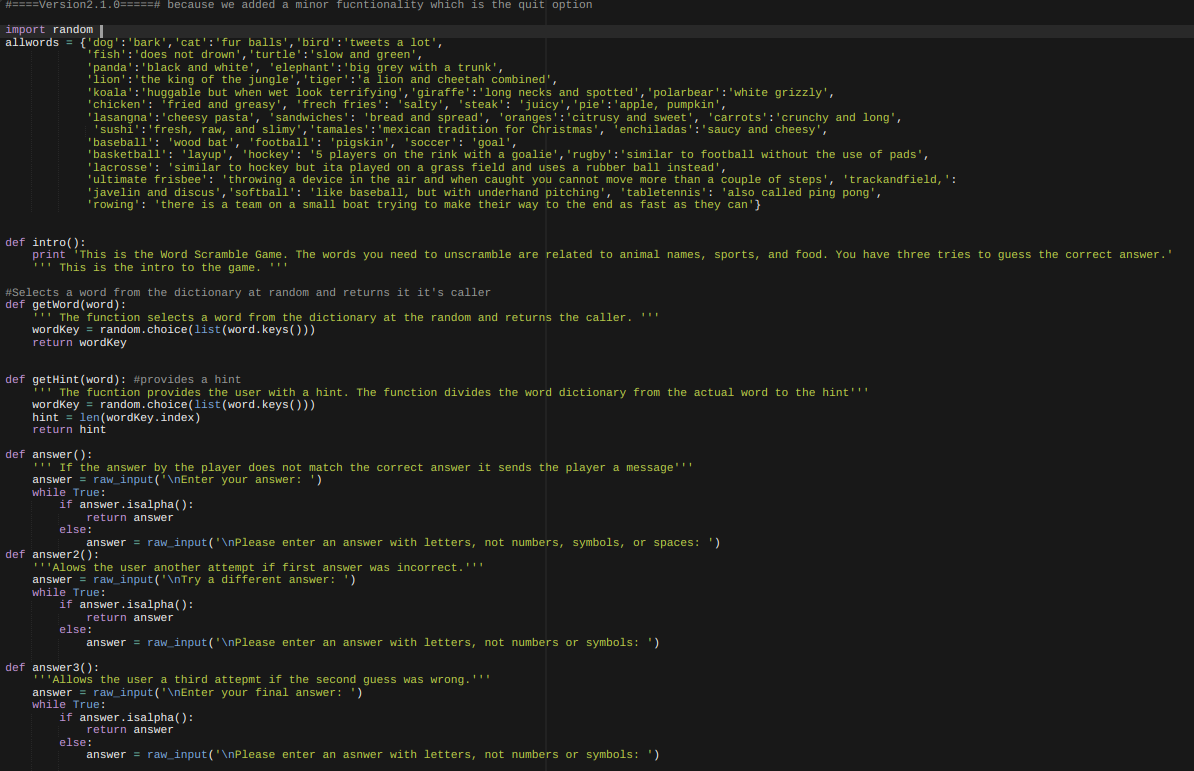 #====Version2.1.0=====# because we added a minor fucntionality which is the quit option
import random
allwords = {'dog':'bark','cat':'fur balls','bird':'tweets a lot',
'fish':'does not drown','turtle':'slow and green',
'panda':'black and white', 'elephant':'big grey with a trunk',
'lion':'the king of the jungle','tiger':'a lion and cheetah combined',
'koala':'huggable but when wet look terrifying','giraffe':'long necks and spotted','polarbear':'white grizzly',
'chicken': 'fried and greasy', 'frech fries': 'salty', 'steak': 'juicy','pie':'apple, pumpkin',
'lasangna':'cheesy pasta', 'sandwiches': 'bread and spread', 'oranges':'citrusy and sweet', 'carrots':'crunchy and long',
'sushi':'fresh, raw, and slimy','tamales':'mexican tradition for Christmas', 'enchiladas':'saucy and cheesy',
'baseball': 'wood bat', 'football': 'pigskin', 'soccer': 'goal',
'basketball': 'layup', 'hockey': '5 players on the rink with a goalie','rugby':'similar to football without the use of pads',
'lacrosse': 'similar to hockey but ita played on a grass field and uses a rubber ball instead',
'ultimate frisbee': 'throwing a device in the air and when caught you cannot move more than a couple of steps', 'trackandfield,':
'javelin and discus','softball': 'like baseball, but with underhand pitching', 'tabletennis': 'also called ping pong',
'rowing': 'there is a team on a small boat trying to make their way to the end as fast as they can'}
def intro():
print 'This is the Word Scramble Game. The words you need to unscramble are related to animal names, sports, and food. You have three tries to guess the correct answer.'
''' This is the intro to the game. '''
#Selects a word from the dictionary at random and returns it it's caller
def getWord(word):
''' The function selects a word from the dictionary at the random and returns the caller. '''
wordKey = random.choice(list(word.keys()))
return wordKey
def getHint(word): #provides a hint
''' The fucntion provides the user with a hint. The function divides the word dictionary from the actual word to the hint'''
wordKey = random.choice(list(word.keys()))
hint = len(wordKey.index)
return hint
def answer():
''' If the answer by the player does not match the correct answer it sends the player a message'''
answer = raw_input('\nEnter your answer: ')
while True:
if answer.isalpha():
return answer
else:
answer = raw_input('\nPlease enter an answer with letters, not numbers, symbols, or spaces: ')
def answer2():
'''Alows the user another attempt if first answer was incorrect.'''
answer = raw_input('\nTry a different answer: ')
while True:
if answer.isalpha():
return answer
else:
answer = raw_input('\nPlease enter an answer with letters, not numbers or symbols: ')
def answer3():
'''Allows the user a third attepmt if the second guess was wrong.'''
answer = raw_input('\nEnter your final answer: ')
while True:
if answer.isalpha():
return answer
else:
answer = raw_input('\nPlease enter an asnwer with letters, not numbers or symbols: ')